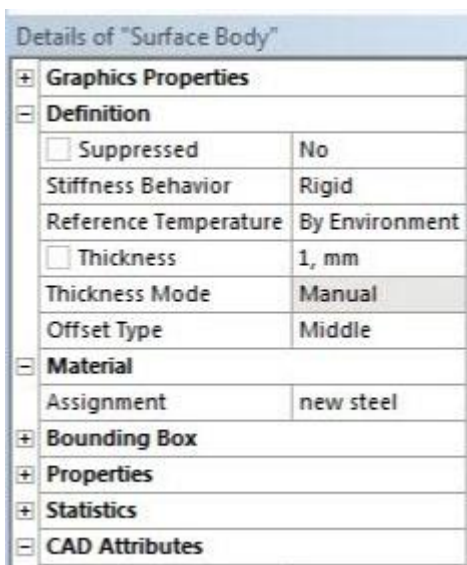 Details of "Surface Body"
Graphics Properties
Definition
Suppressed No
Stiffness Behavior Rigid
Reference Temperature By Environment
Thickness 1, mm
Thickness Mode Manual
Offset Type Middle
Material
Assignment new steel
Bounding Box
Properties
Statistics
CAD Attributes